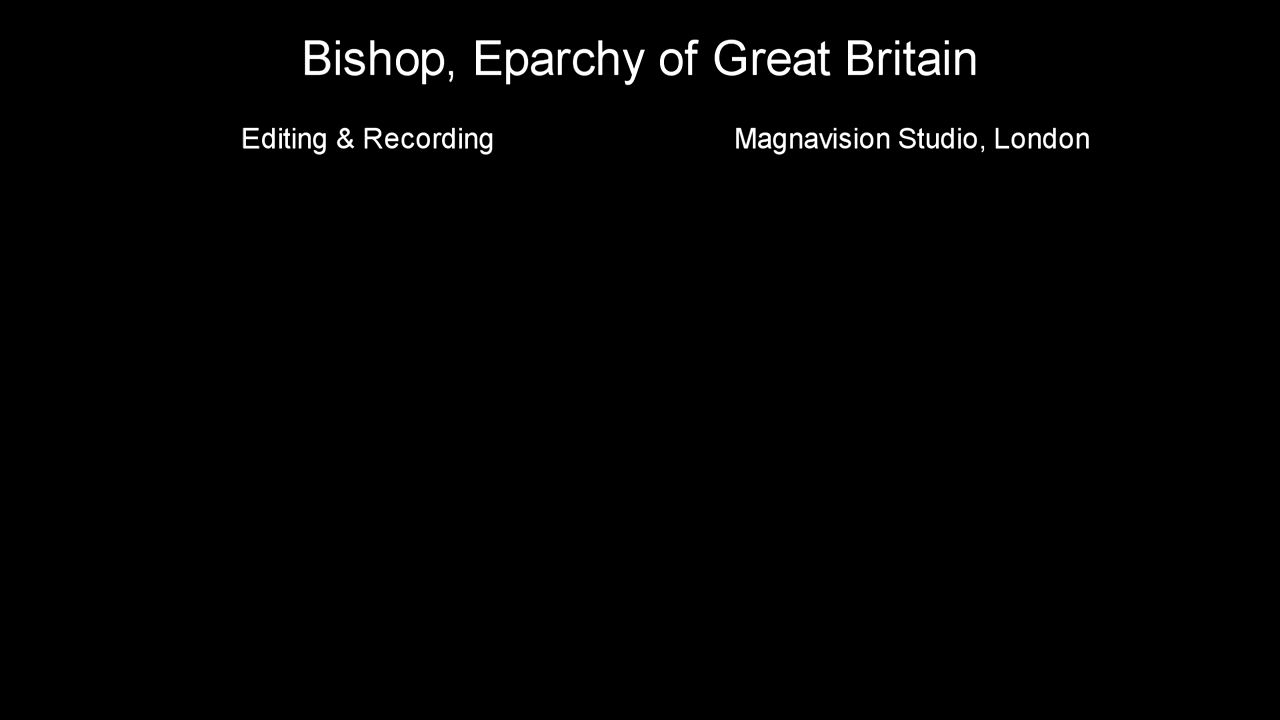 Bishop, Eparchy of Great Britain
Editing & Recording Magnavision Studio, London